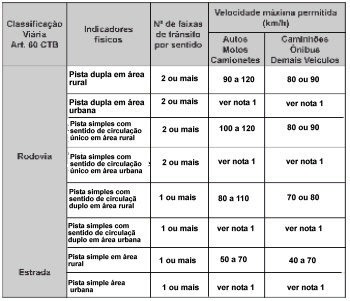 Classificação
Viária
Art. 60 CTB
Indicadores
físicos
Nº de faixas
de trânsito
por sentido
Velocidade máxima permitida
(km/h)
Autos
Motos
Camionetes
Caminhões
Ônibus
Demais Veículos
Rodovia
Pista dupla em área
rural
2 ou mais
90 a 120
80 ou 90
Pista dupla em área
urbana
2 ou mais
ver nota 1
ver nota 1
Pista simples com
sentido de circulação
único em área rural
2 ou mais
100 a 120
80 ou 90
Pista simples com
sentido de circulação
único em área urbana
2 ou mais
ver nota 1
ver nota 1
Pista simples com
sentido de circulaçã
duplo em área rural
1 ou mais
80 a 110
70 ou 80
Pista simples com
sentido de circulaçã
duplo em área urbana
1 ou mais
ver nota 1
ver nota 1
Estrada
Pista simple em área
rural
1 ou mais
50 a 70
40 a 70
Pista simple área
urbana
1 ou mais
ver nota 1
ver nota 1